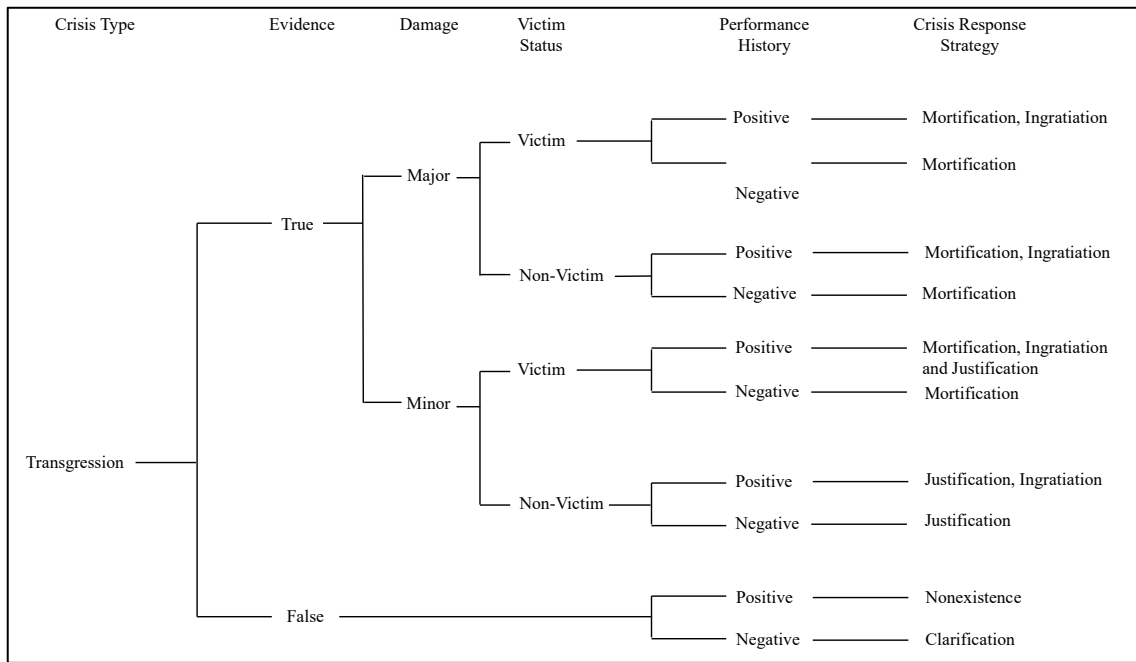 Crisis Type Evidence Damage Victim Status Performance History Crisis Response Strategy
Positive Mortification, Ingratiation
Victim
Mortification
Major
Negative
True
Positive Mortification, Ingratiation
Non-Victim
Negative Mortification
Positive Mortification, Ingratiation
and Justification
Victim
Negative Mortification
Minor
Transgression
Positive Justification, Ingratiation
Non-Victim
Negative Justification
Positive Nonexistence
False
Negative Clarification